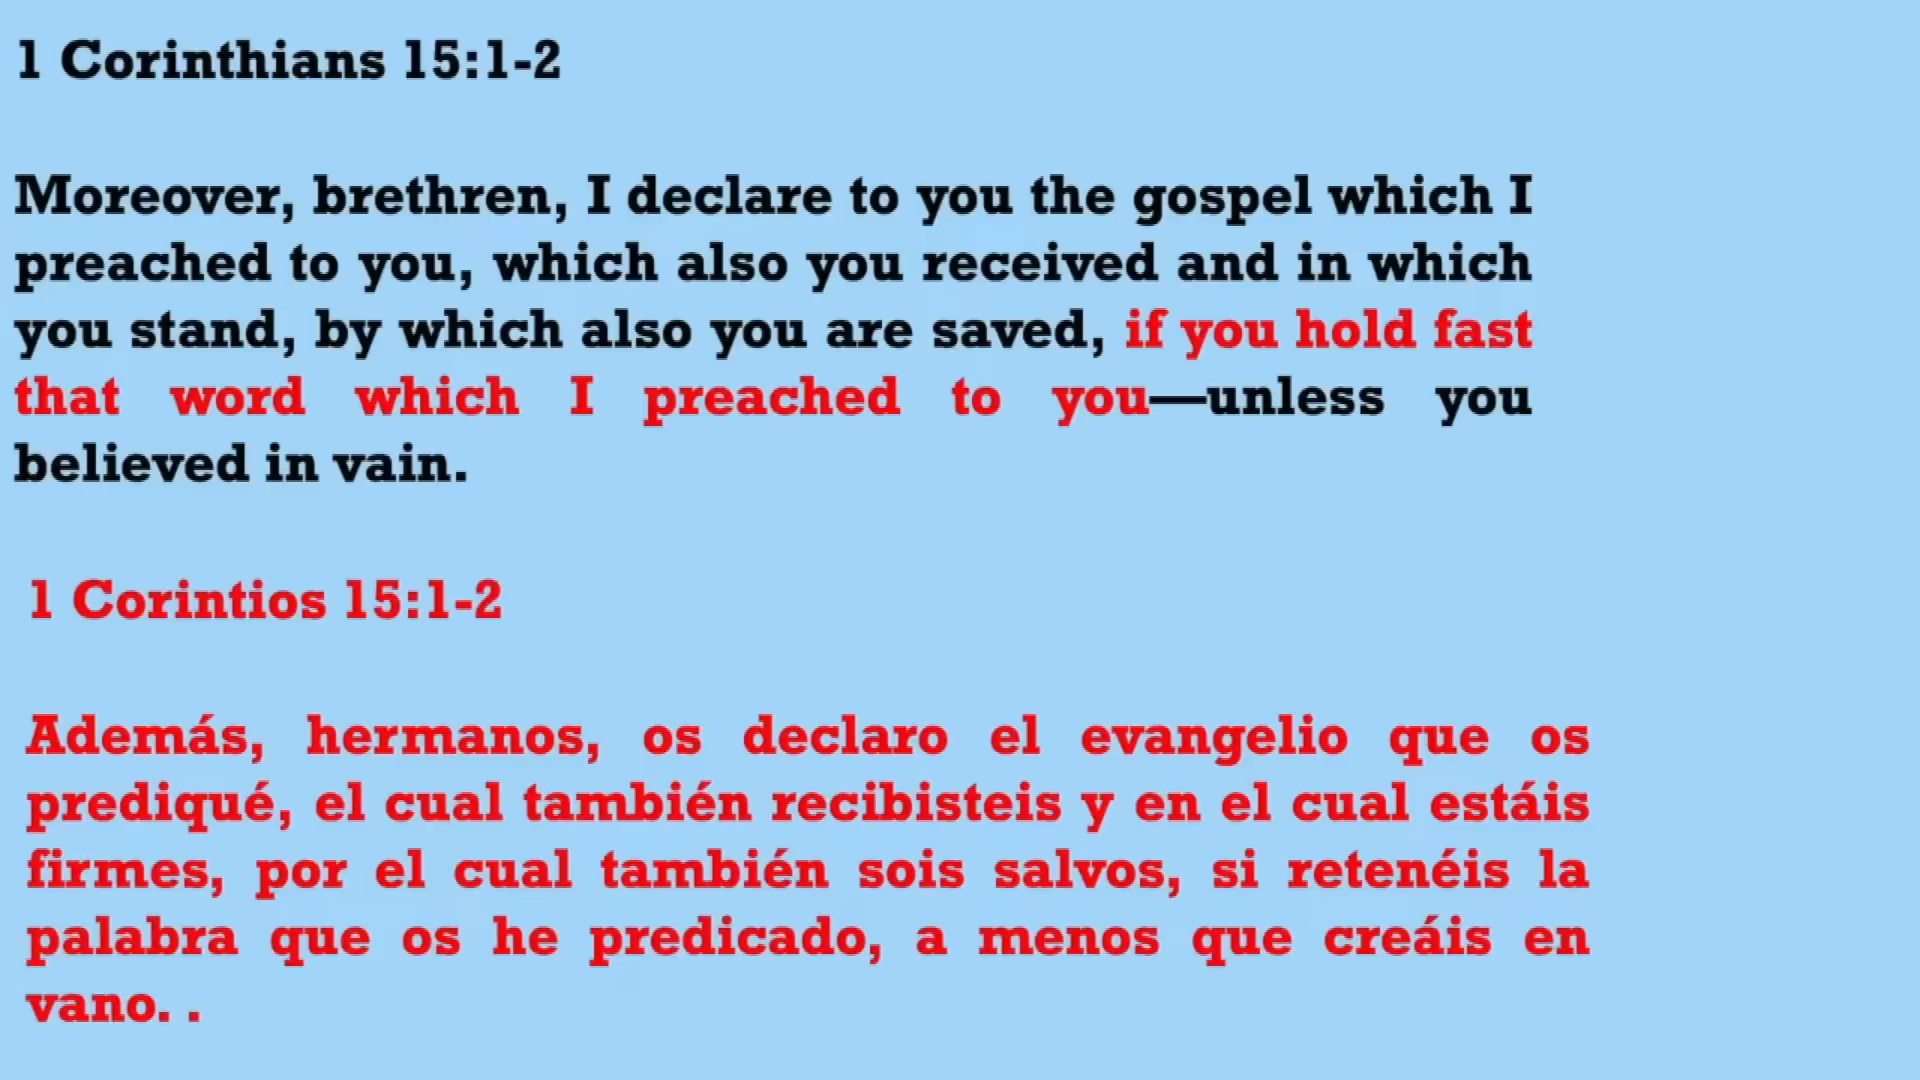 1 Corinthians 15:1-2
Moreover, brethren, I declare to you the gospel which I
preached to you, which also you received and in which
you stand, by which also you are saved, if you hold fast
that word which I preached to you—unless you
believed in vain.
1 Corintios 15:1-2
Además, hermanos, os declaro el evangelio que os
prediqué, el cual también recibisteis y en el cual estáis
firmes, por el cual también sois salvos, si retenéis la
palabra que os he predicado, a menos que creáis en
vano. .